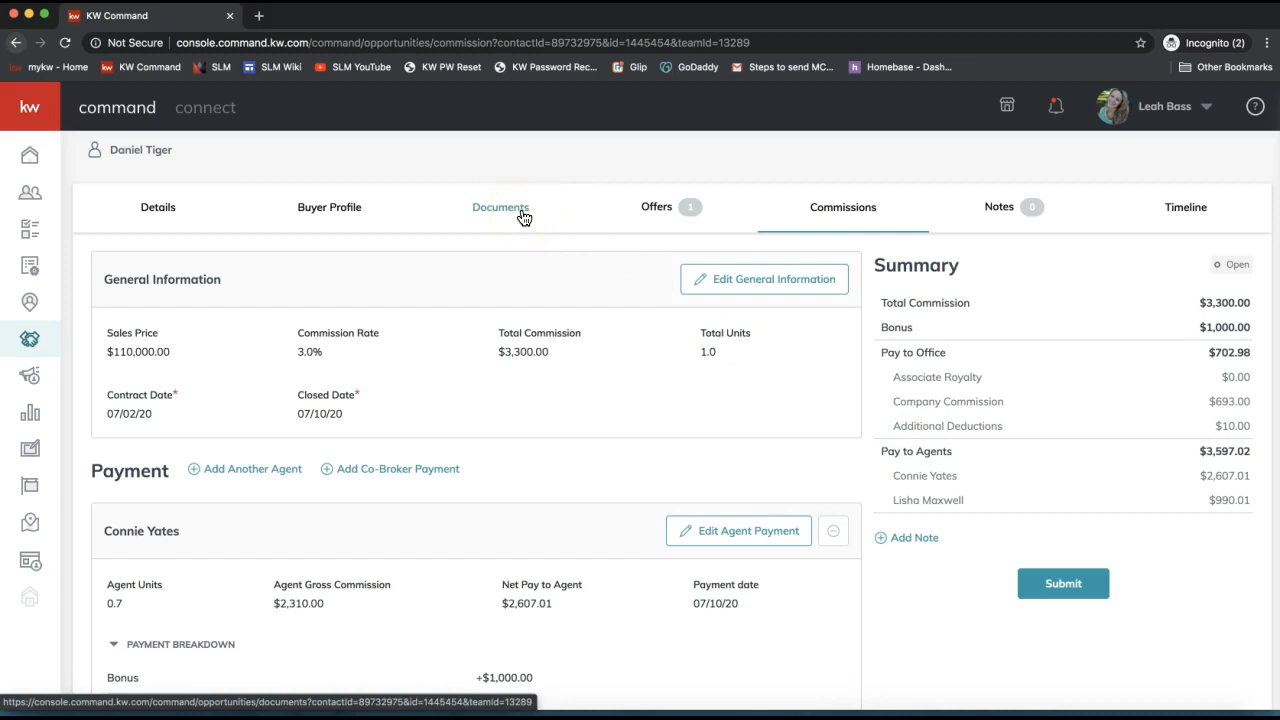 KW Command
Not Secure console.command.kw.com/command/opportunities/commission?contactId=89732975&id=1445454&teamId=13289 Incognito (2)
mykw - Home KW Command SLM SLM Wiki SLM YouTube KW PW Reset KW Password Rec... Glip GoDaddy Steps to send MC... Homebase - Dash... Other Bookmarks
kw command connect Leah Bass
Daniel Tiger
Details Buyer Profile Documents Offers 1 Commissions Notes 0 Timeline
General Information Edit General Information
Sales Price Commission Rate Total Commission Total Units
$110,000.00 3.0% $3,300.00 1.0
Contract Date* Closed Date*
07/02/20 07/10/20
Payment Add Another Agent Add Co-Broker Payment
Connie Yates Edit Agent Payment
Agent Units Agent Gross Commission Net Pay to Agent Payment date
0.7 $2,310.00 $2,607.01 07/10/20
PAYMENT BREAKDOWN
Bonus +$1,000.00
Summary Open
Total Commission $3,300.00
Bonus $1,000.00
Pay to Office $702.98
Associate Royalty $0.00
Company Commission $693.00
Additional Deductions $10.00
Pay to Agents $3,597.02
Connie Yates $2,607.01
Lisha Maxwell $990.01
Add Note
Submit
https://console.command.kw.com/command/opportunities/documents?contactId=89732975&id=1445454&teamId=13289